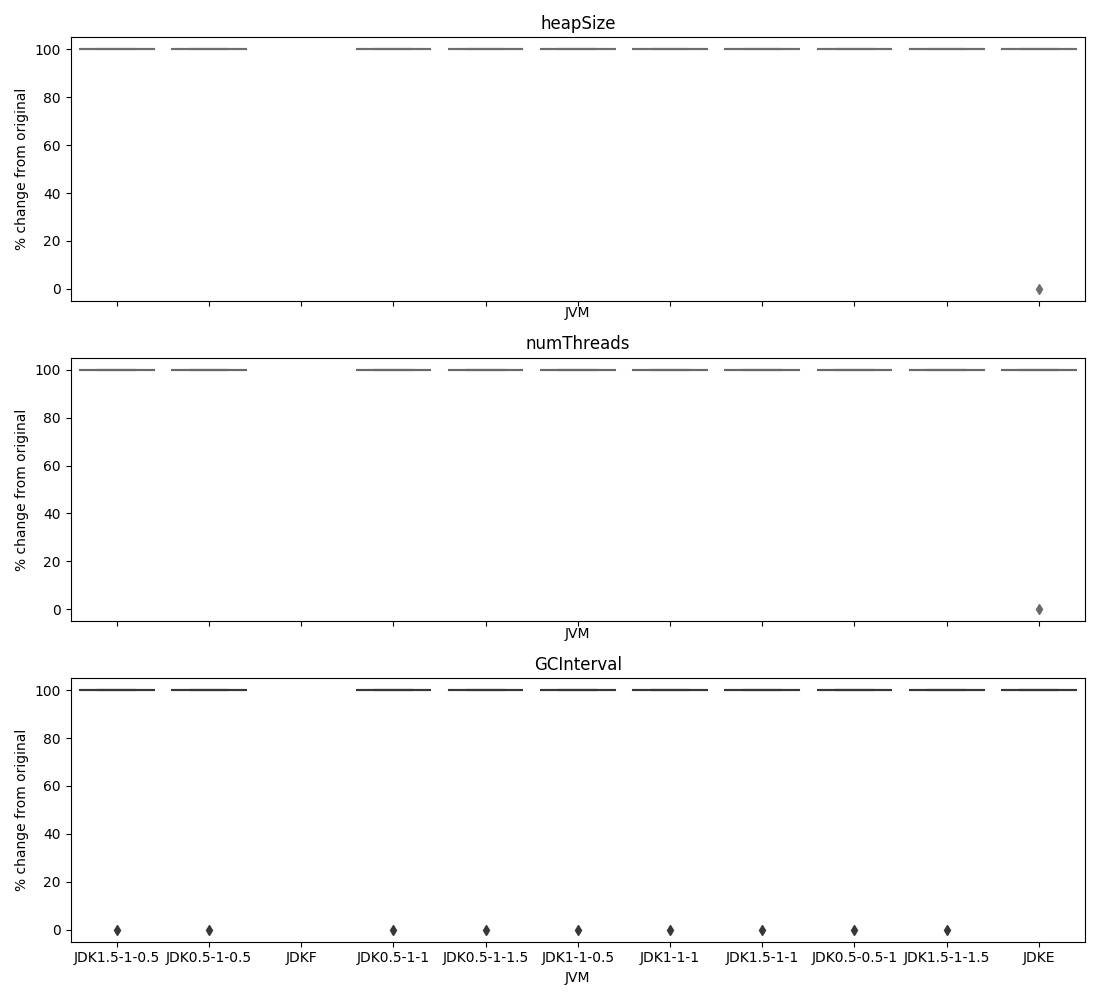 heapSize
% change from original
100
80
60
40
20
0
JVM
numThreads
% change from original
100
80
60
40
20
0
JVM
GCInterval
% change from original
100
80
60
40
20
0
JDK1.5-1-0.5 JDK0.5-1-0.5 JDKF JDK0.5-1-1 JDK0.5-1-1.5 JDK1-1-0.5 JDK1-1-1 JDK1.5-1-1 JDK0.5-0.5-1 JDK1.5-1-1.5 JDKE
JVM